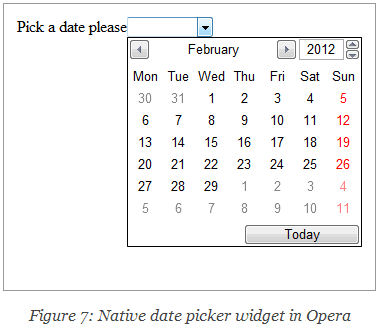 Pick a date please
February 2012
Mon Tue Wed Thu Fri Sat Sun
30 31 1 2 3 4 5
6 7 8 9 10 11 12
13 14 15 16 17 18 19
20 21 22 23 24 25 26
27 28 29 1 2 3 4
5 6 7 8 9 10 11
Today
Figure 7: Native date picker widget in Opera